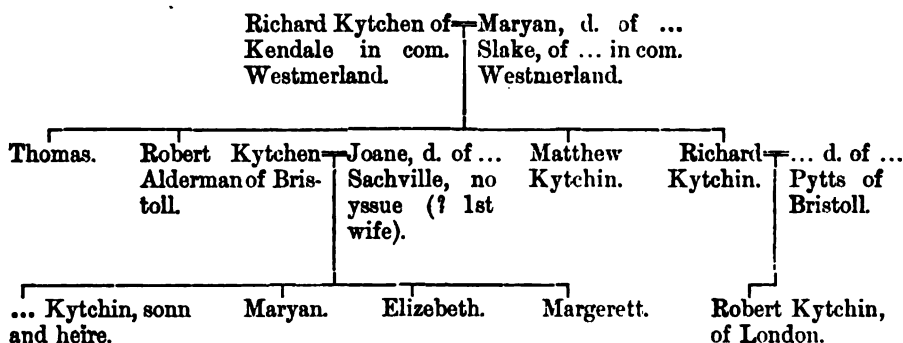 Richard Kytchen of
Kendale in com.
Westmerland.
Maryan, d. of ...
Slake, of ... in com.
Westmerland.
Thomas.
Robert Kytchen
Alderman of Bris-
toll.
Joane, d. of ...
Sachville, no
yssue (? 1st
wife).
Matthew
Kytchin.
Richard
Kytchin.
... d. of ...
Pytts of
Bristoll.
... Kytchin, sonn
and heire.
Maryan.
Elizebeth.
Margerett.
Robert Kytchin,
of London.